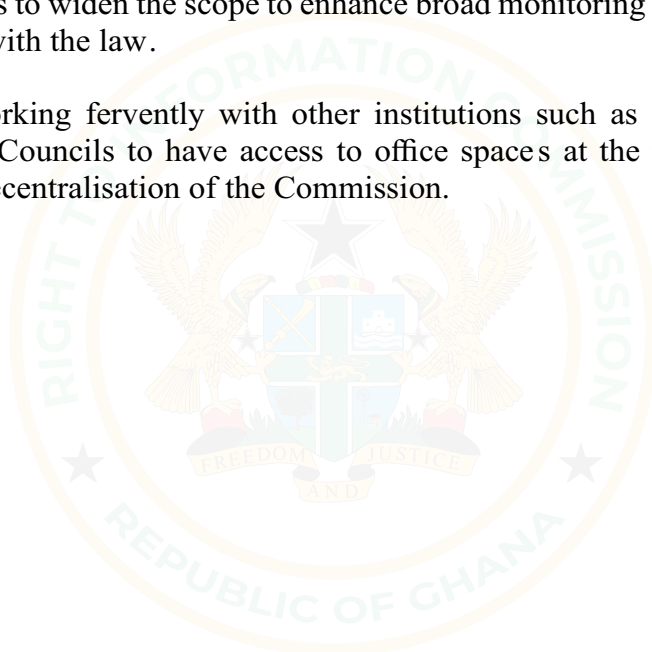 s to widen the scope to enhance broad monitoring
with the law.
rking fervently with other institutions such as
Councils to have access to office spaces at the
ecentralisation of the Commission.
RIGHT TO INFORMATION COMMISSION
FREEDOM JUSTICE
AND
REPUBLIC OF GHANA